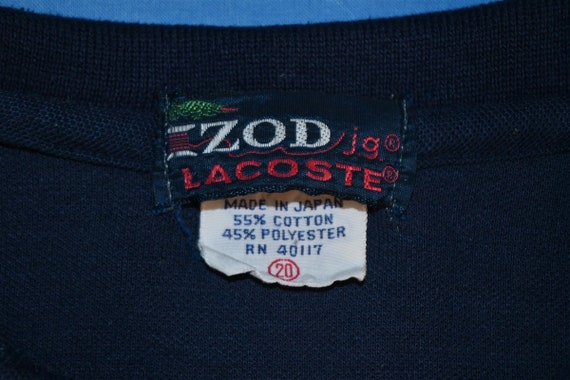 IZOD jg®
LACOSTE®
MADE IN JAPAN
55% COTTON
45% POLYESTER
RN 40117
20